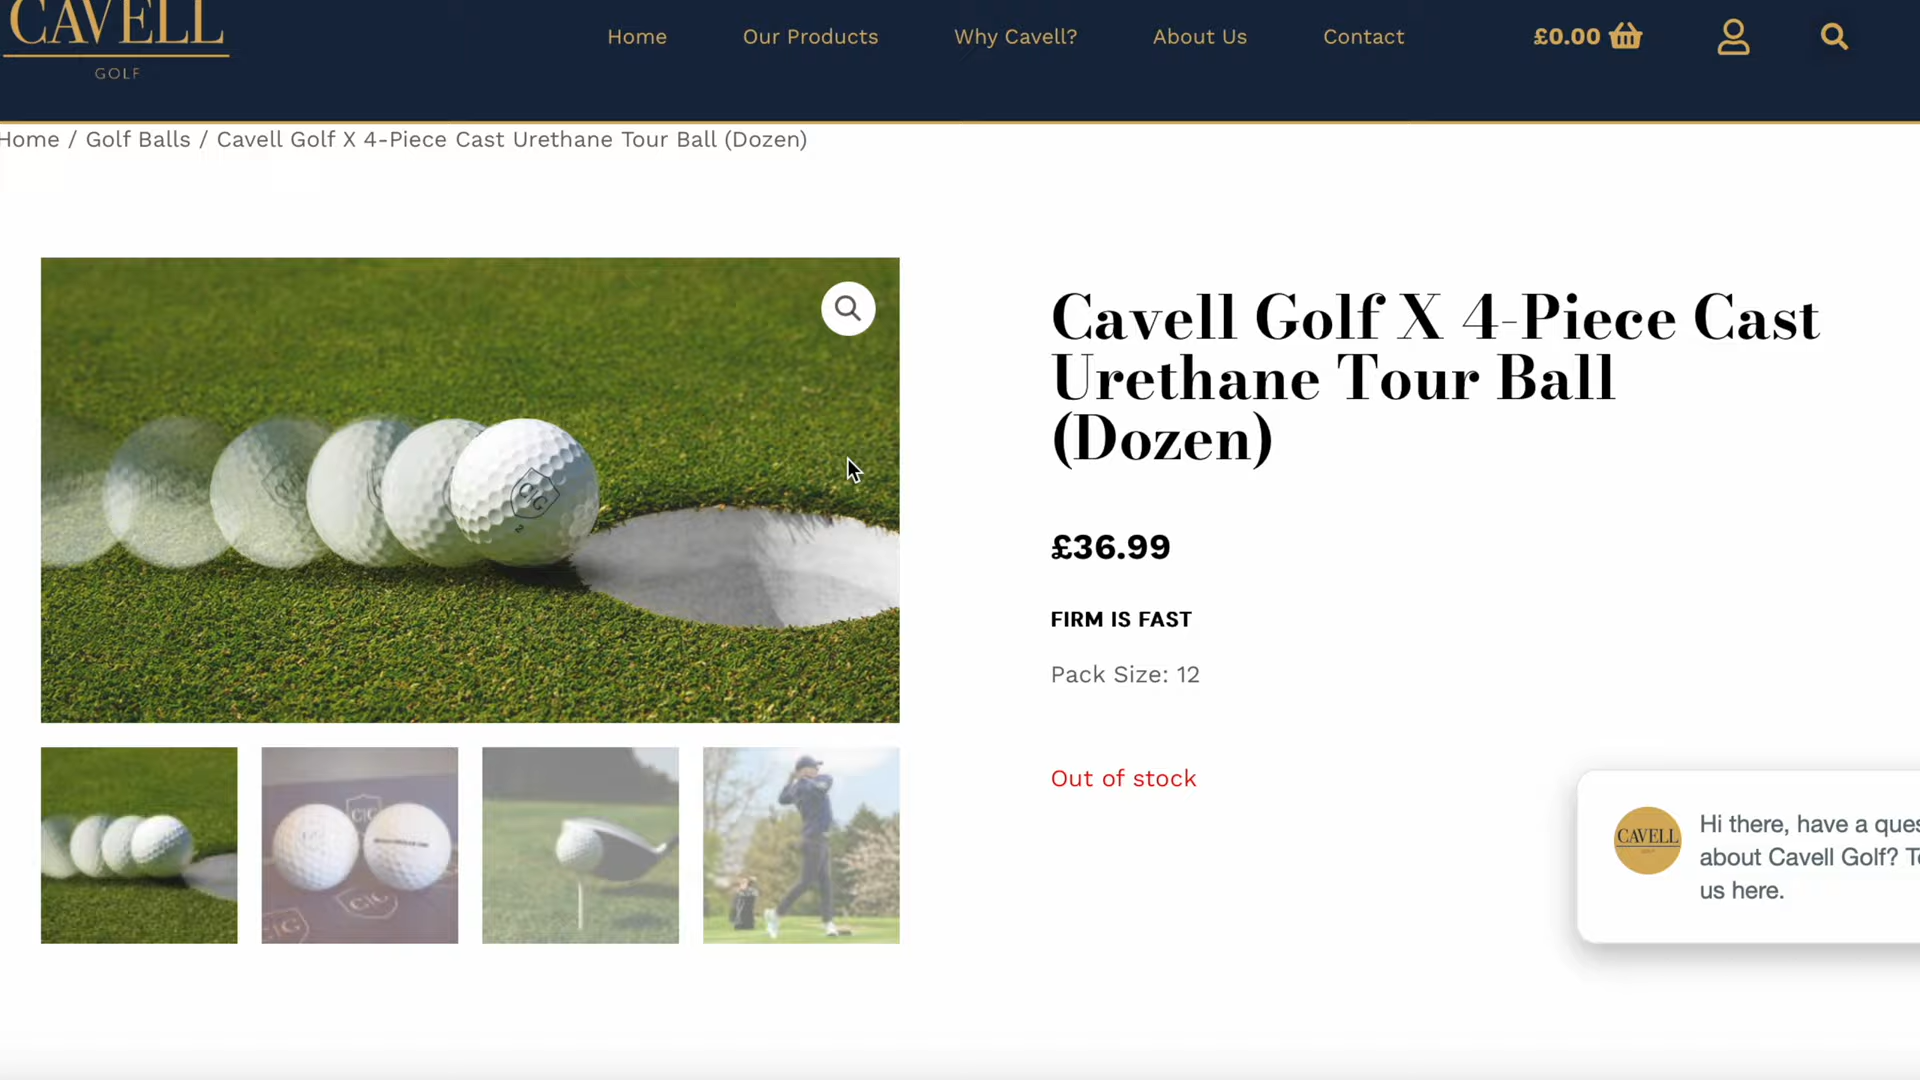 CAVELL
GOLF
Home
Our Products
Why Cavell?
About Us
Contact
£0.00
Home / Golf Balls / Cavell Golf X 4-Piece Cast Urethane Tour Ball (Dozen)
Cavell Golf X 4-Piece Cast
Urethane Tour Ball
(Dozen)
£36.99
FIRM IS FAST
Pack Size: 12
Out of stock
CAVELL
Hi there, have a ques
about Cavell Golf? T
us here.
C|G
2
C|G
C|G